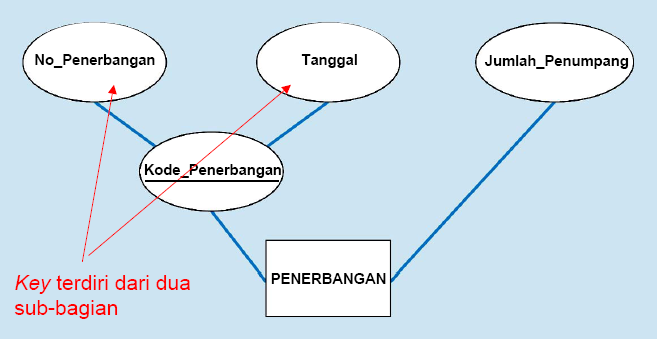 No_Penerbangan
Tanggal
Jumlah_Penumpang
Kode_Penerbangan
PENERBANGAN
Key terdiri dari dua
sub-bagian